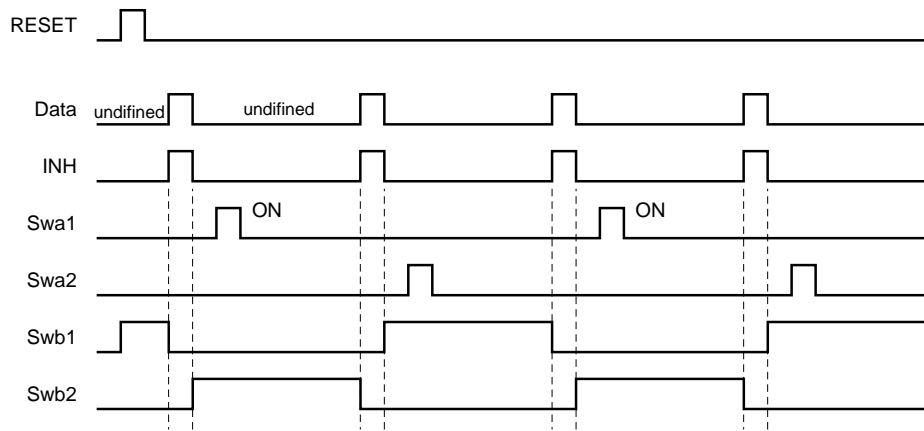 RESET
Data undifined undifined
INH
Swa1 ON ON
Swa2
Swb1
Swb2